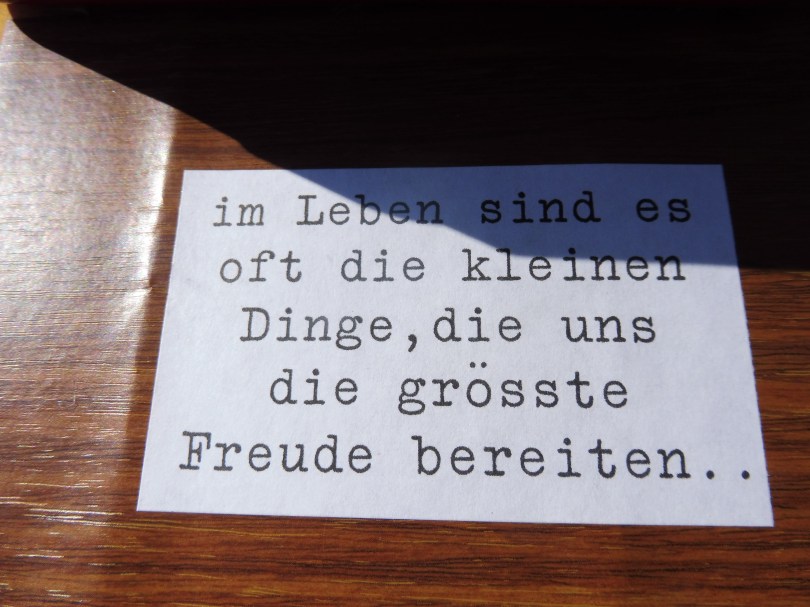 im Leben sind es
oft die kleinen
Dinge,die uns
die grösste
Freude bereiten..